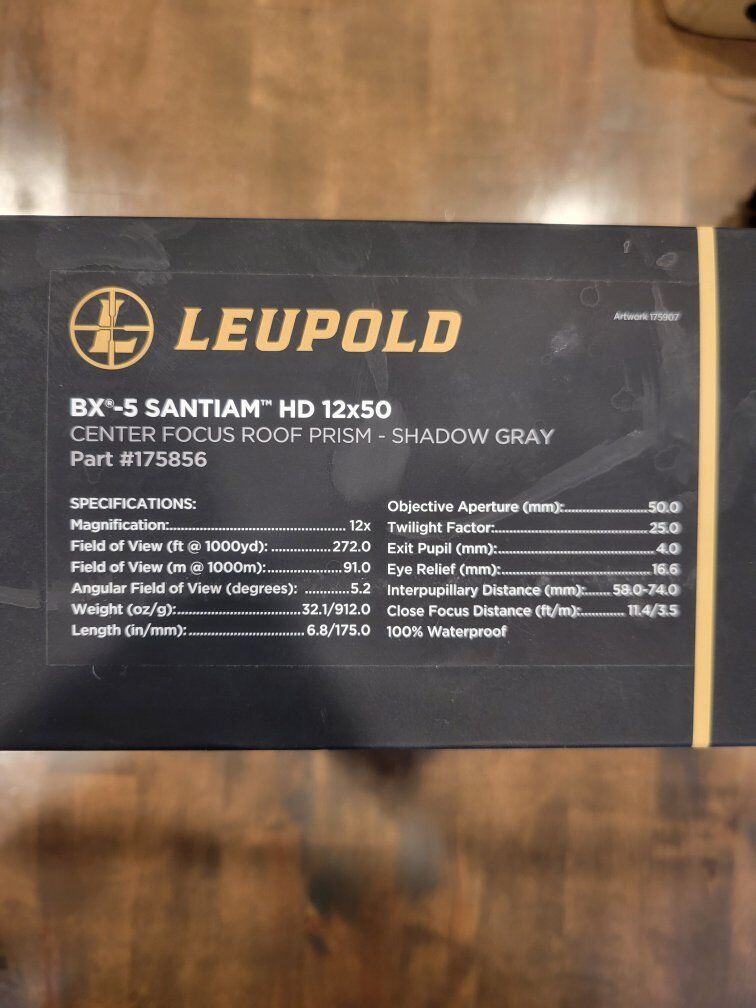 LEUPOLD
Artwork 175907
BX®-5 SANTIAM™ HD 12x50
CENTER FOCUS ROOF PRISM - SHADOW GRAY
Part #175856
SPECIFICATIONS:
Magnification:..................................................... 12x
Field of View (ft @ 1000yd): ................272.0
Field of View (m @ 1000m):....................91.0
Angular Field of View (degrees): ............5.2
Weight (oz/g):....................................32.1/912.0
Length (in/mm):................................6.8/175.0
Objective Aperture (mm):.......................50.0
Twilight Factor:...........................................25.0
Exit Pupil (mm):...........................................4.0
Eye Relief (mm):.........................................16.6
Interpupillary Distance (mm):.......58.0-74.0
Close Focus Distance (ft/m):............11.4/3.5
100% Waterproof